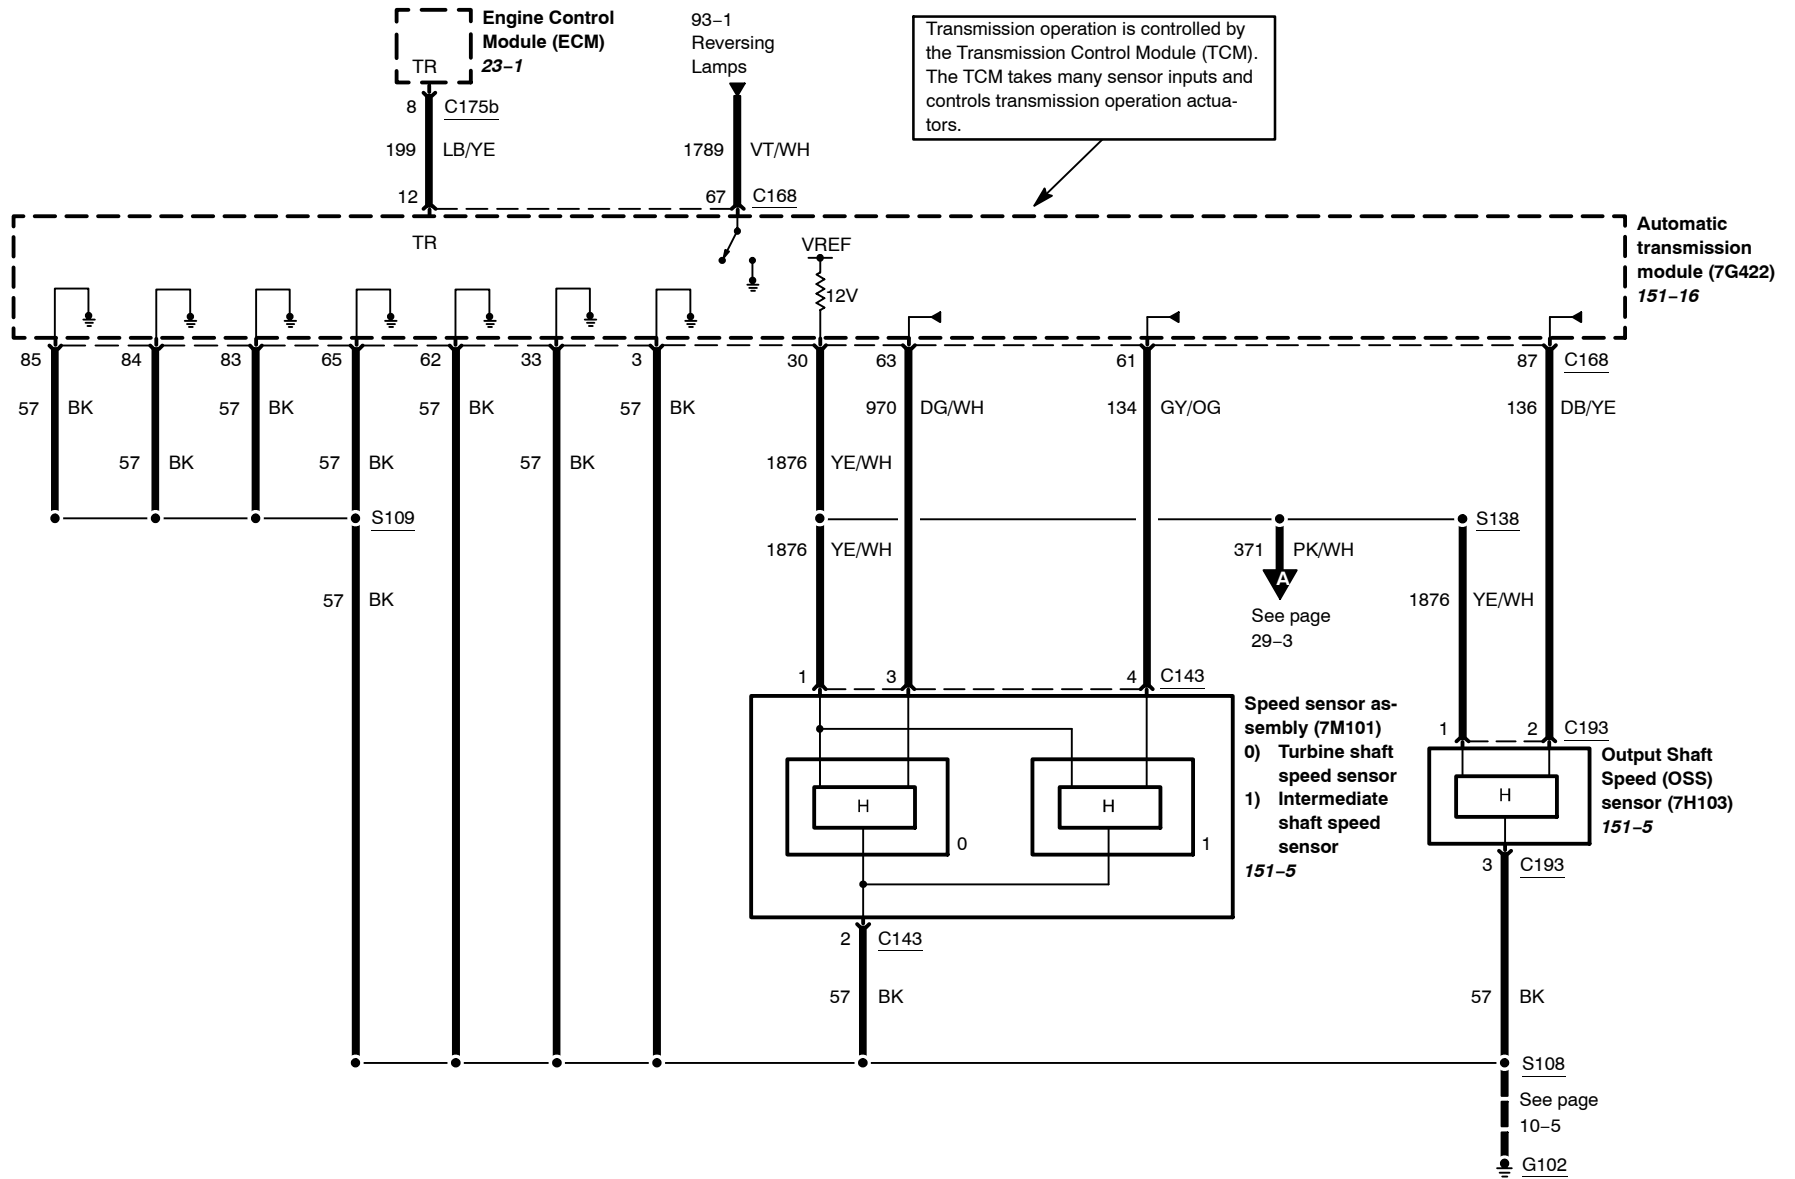 Engine Control
Module (ECM)
23−1
TR
8 C175b
199 LB/YE
12
93−1
Reversing
Lamps
1789 VT/WH
67 C168
Transmission operation is controlled by
the Transmission Control Module (TCM).
The TCM takes many sensor inputs and
controls transmission operation actua-
tors.
Automatic
transmission
module (7G422)
151−16
TR
VREF
12V
85 84 83 65 62 33 3 30 63 61 87 C168
57 BK 57 BK 57 BK 57 BK 970 DG/WH 134 GY/OG 136 DB/YE
57 BK 57 BK 57 BK 1876 YE/WH
S109 S138
1876 YE/WH 371 PK/WH
A
57 BK 1876 YE/WH
See page
29−3
1 3 4 C143
Speed sensor as-
sembly (7M101)
0) Turbine shaft
speed sensor
1) Intermediate
shaft speed
sensor
151−5
H 0
H 1
1 2 C193
Output Shaft
Speed (OSS)
sensor (7H103)
151−5
H
3 C193
2 C143
57 BK 57 BK
S108
See page
10−5
G102